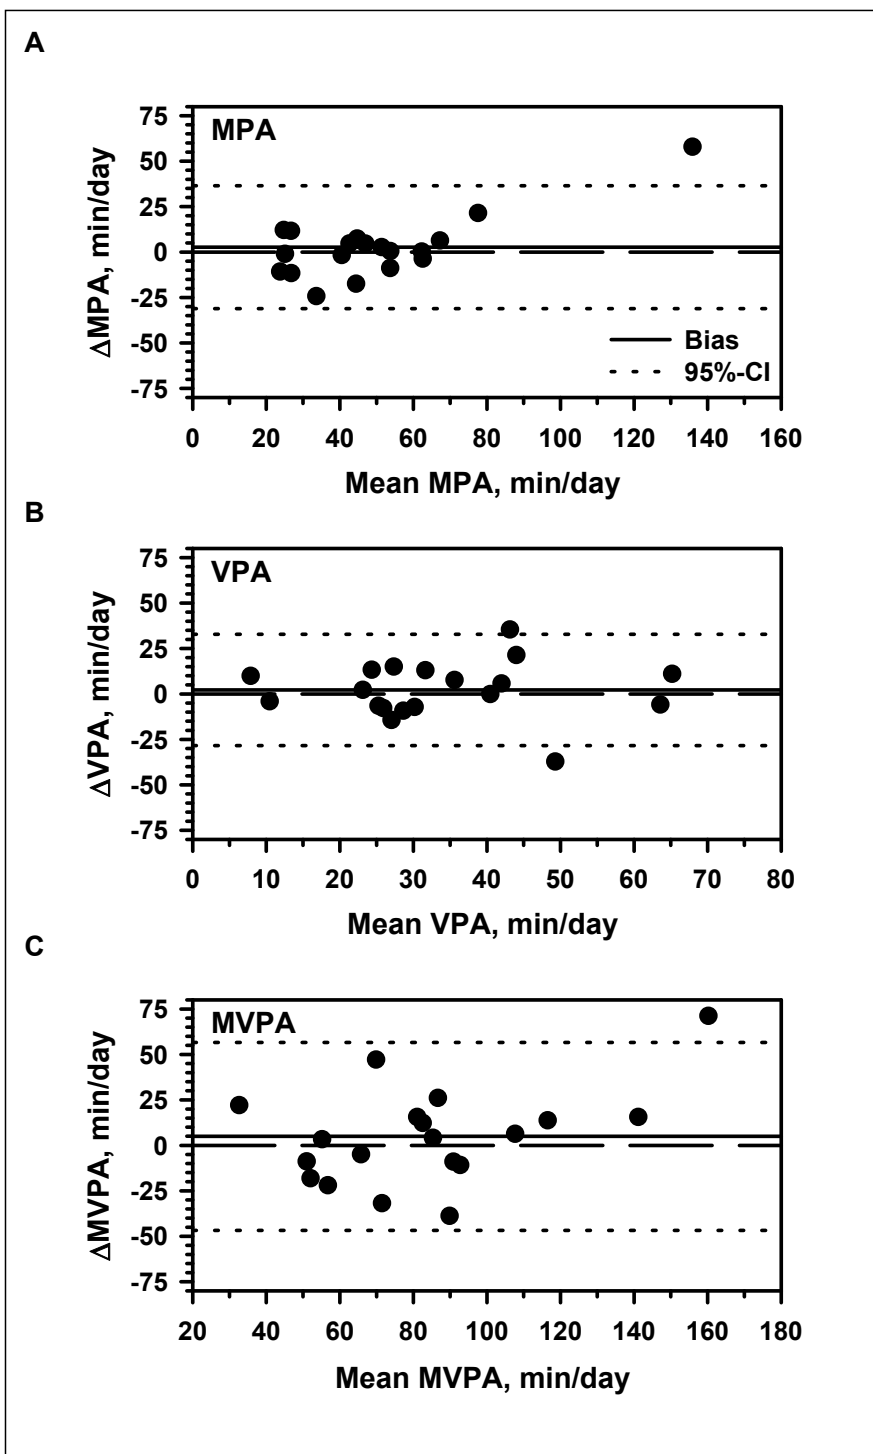 A
MPA
75
50
25
0
-25
-50
-75
ΔMPA, min/day
Bias
95%-CI
0 20 40 60 80 100 120 140 160
Mean MPA, min/day
B
VPA
75
50
25
0
-25
-50
-75
ΔVPA, min/day
0 10 20 30 40 50 60 70 80
Mean VPA, min/day
C
MVPA
75
50
25
0
-25
-50
-75
ΔMVPA, min/day
20 40 60 80 100 120 140 160 180
Mean MVPA, min/day